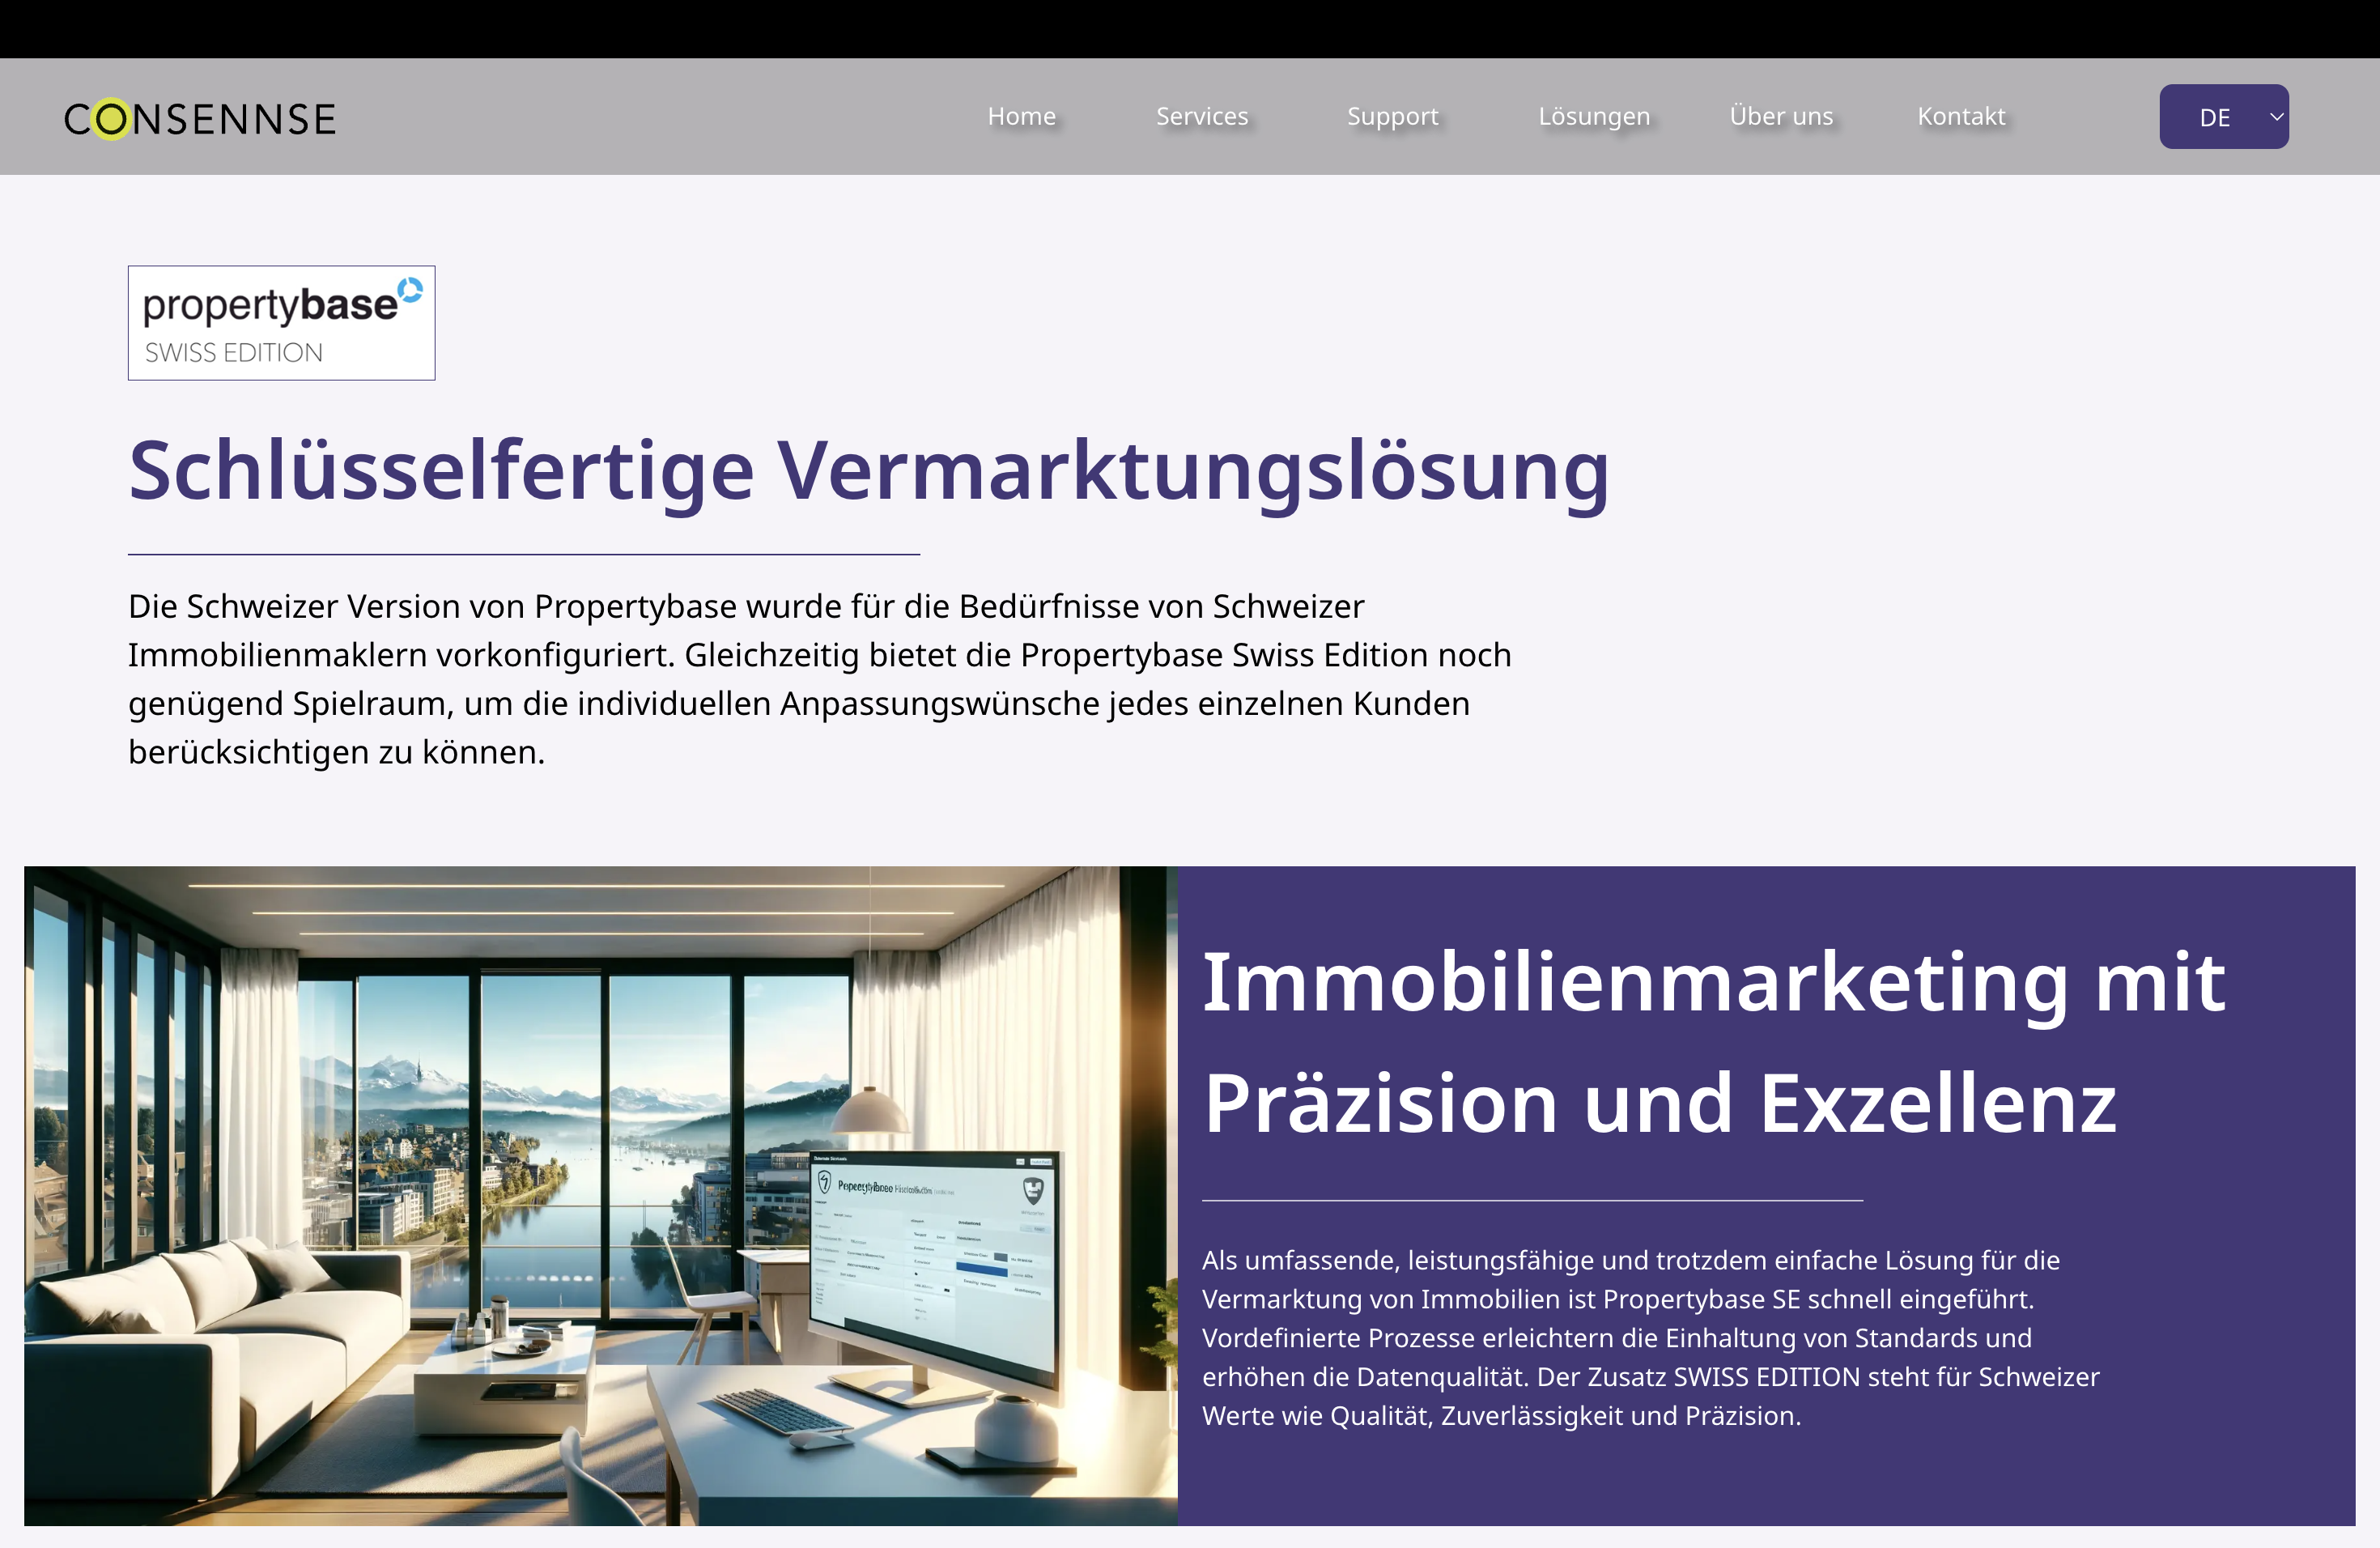 CONSENNSE
Home Services Support Lösungen Über uns Kontakt DE
propertybase
SWISS EDITION
Schlüsselfertige Vermarktungslösung
Die Schweizer Version von Propertybase wurde für die Bedürfnisse von Schweizer
Immobilienmaklern vorkonfiguriert. Gleichzeitig bietet die Propertybase Swiss Edition noch
genügend Spielraum, um die individuellen Anpassungswünsche jedes einzelnen Kunden
berücksichtigen zu können.
Immobilienmarketing mit
Präzision und Exzellenz
Als umfassende, leistungsfähige und trotzdem einfache Lösung für die
Vermarktung von Immobilien ist Propertybase SE schnell eingeführt.
Vordefinierte Prozesse erleichtern die Einhaltung von Standards und
erhöhen die Datenqualität. Der Zusatz SWISS EDITION steht für Schweizer
Werte wie Qualität, Zuverlässigkeit und Präzision.